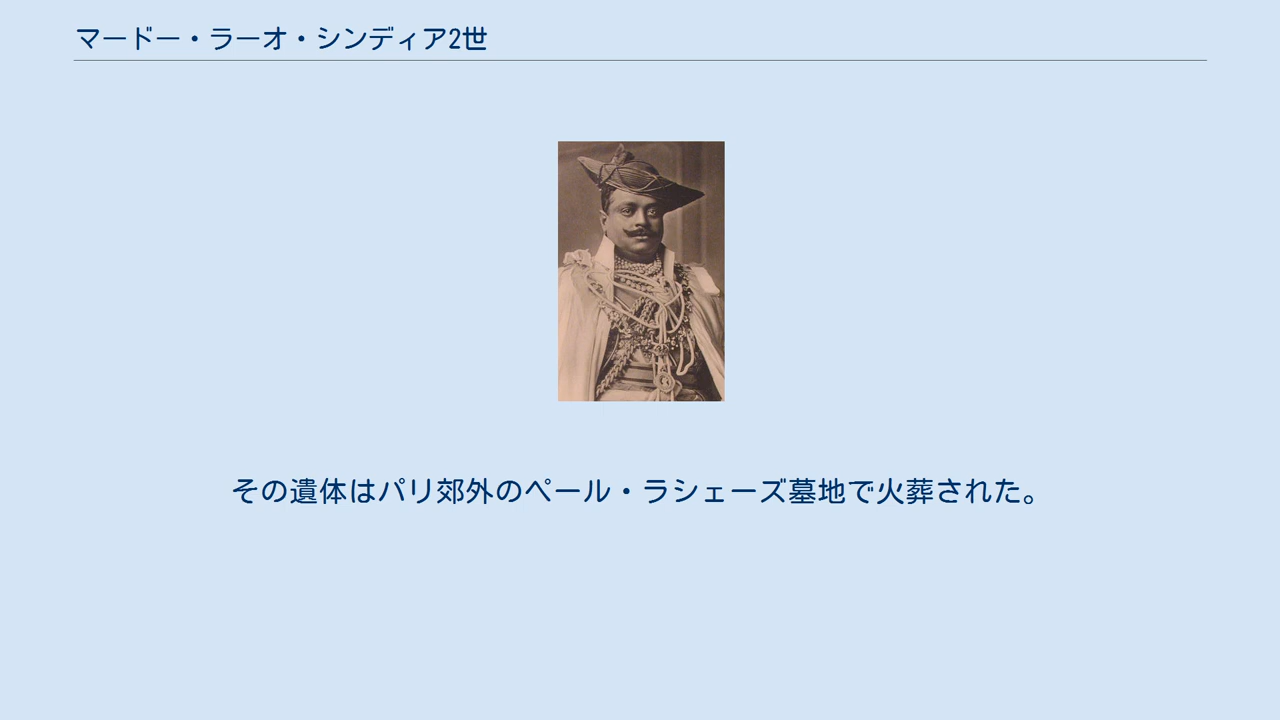 マードー・ラーオ・シンディア2世
その遺体はパリ郊外のペール・ラシェーズ墓地で火葬された。